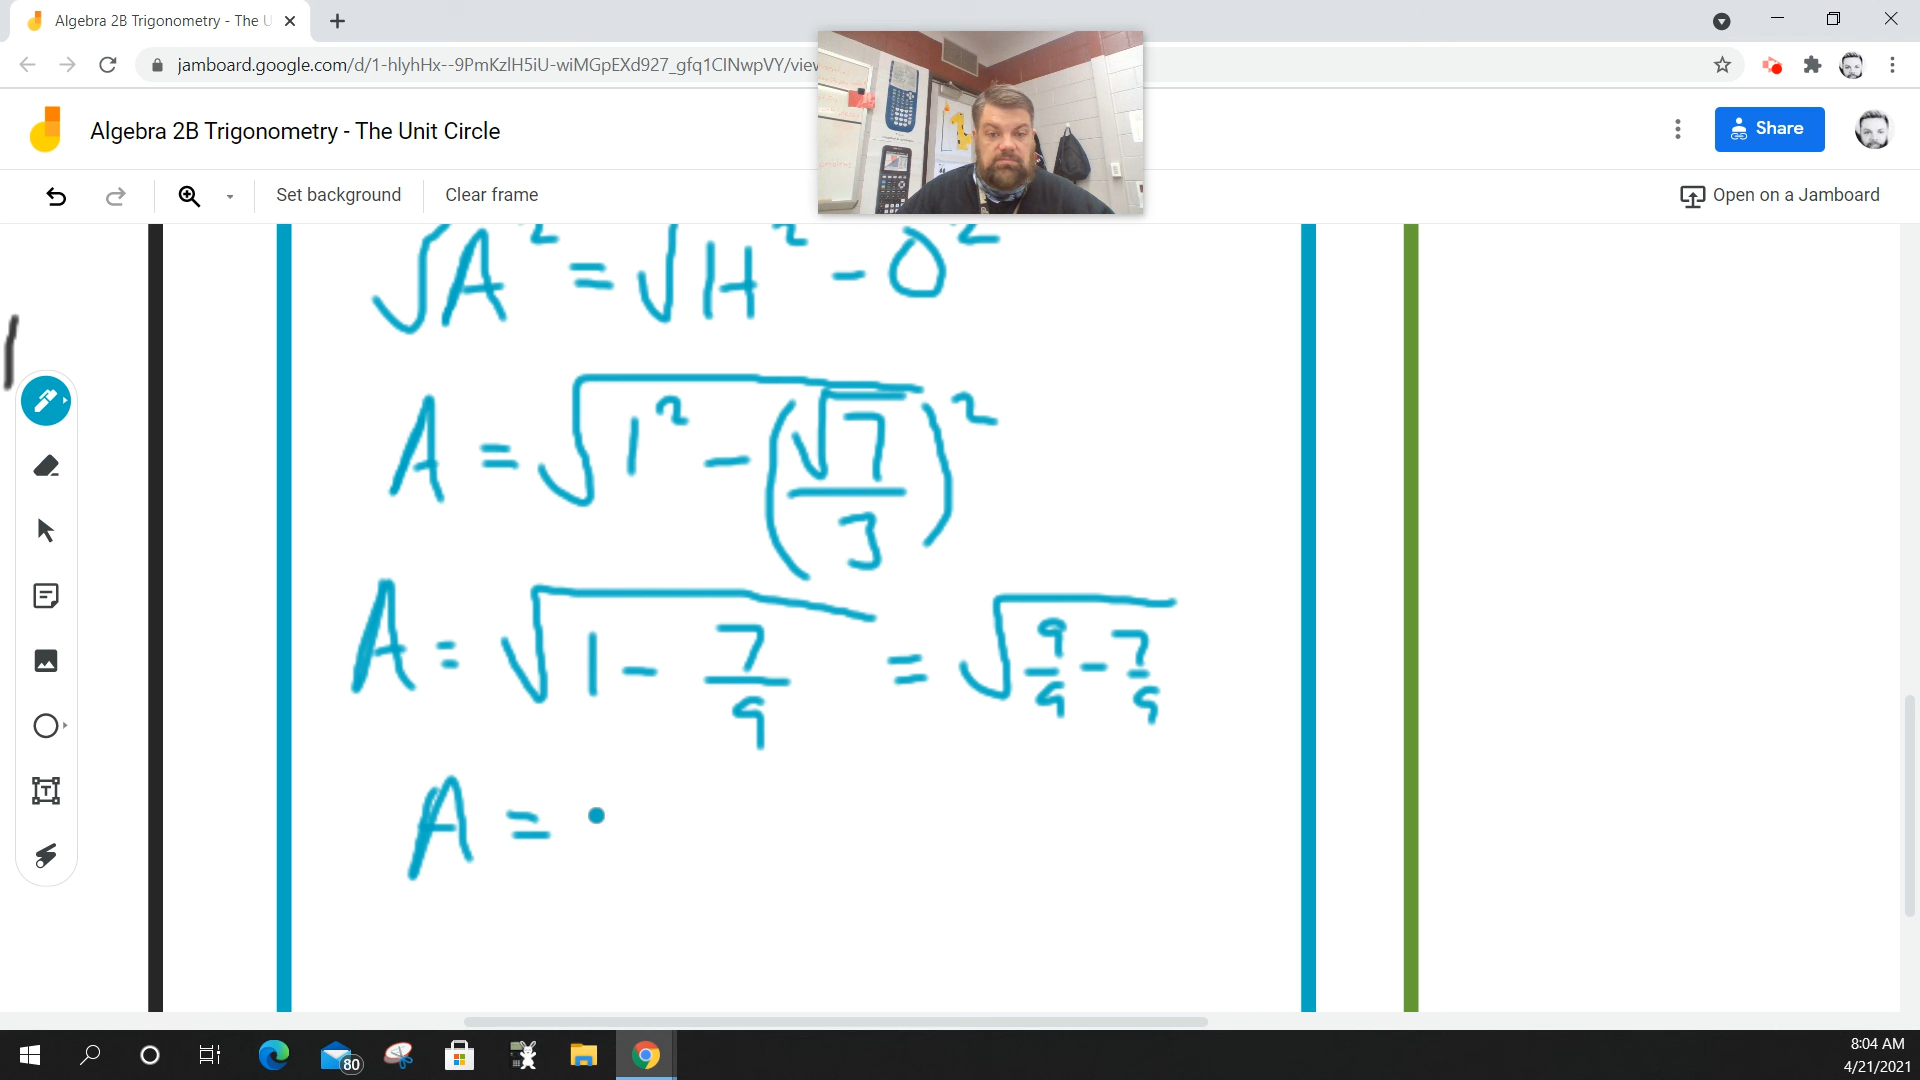 Algebra 2B Trigonometry - The U
jamboard.google.com/d/1-hlyhHx--9PmKzlH5iU-wiMGpEXd927_gfq1CINwpVY/view
Algebra 2B Trigonometry - The Unit Circle
Share
Set background
Clear frame
Open on a Jamboard
√A² = √H² - O²
A = √(1² - (√7/3)²)
A = √(1 - 7/9) = √(9/9 - 7/9)
A =
80
8:04 AM
4/21/2021